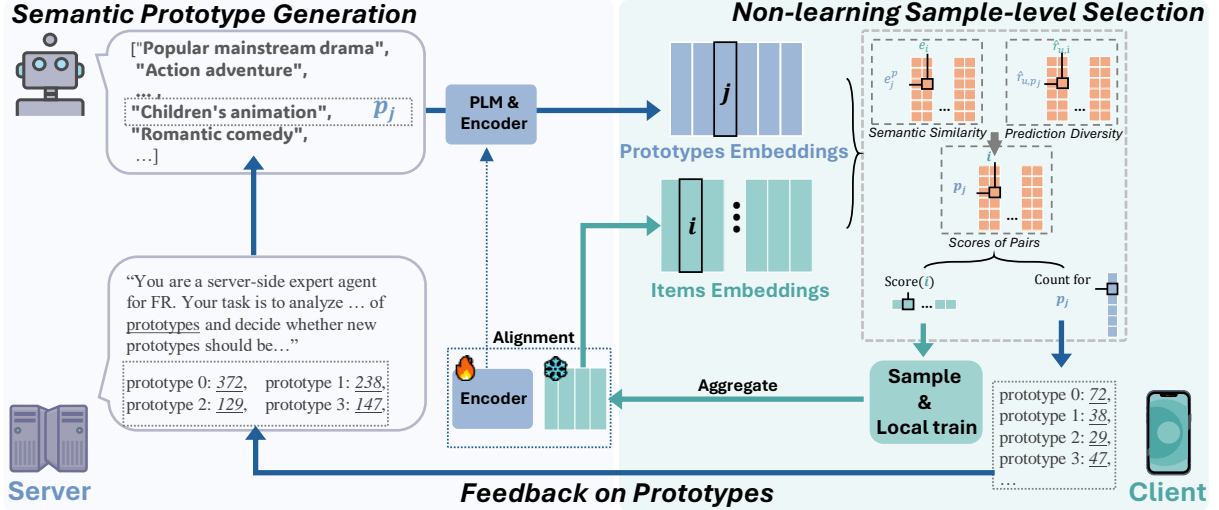 Semantic Prototype Generation
Non-learning Sample-level Selection
["Popular mainstream drama",
"Action adventure",
... ,
"Children's animation", p_j
"Romantic comedy",
...]
PLM &
Encoder
j
Prototypes Embeddings
i
Items Embeddings
e_i
e_j^p
...
Semantic Similarity
r̂_{u,i}
r̂_{u,p_j}
...
Prediction Diversity
i
p_j
...
Scores of Pairs
Score(i)
...
Count for
p_j
“You are a server-side expert agent
for FR. Your task is to analyze … of
prototypes and decide whether new
prototypes should be…”
prototype 0: 372, prototype 1: 238,
prototype 2: 129, prototype 3: 147,
Alignment
Encoder
Aggregate
Sample
&
Local train
prototype 0: 72,
prototype 1: 38,
prototype 2: 29,
prototype 3: 47,
…
Server
Feedback on Prototypes
Client